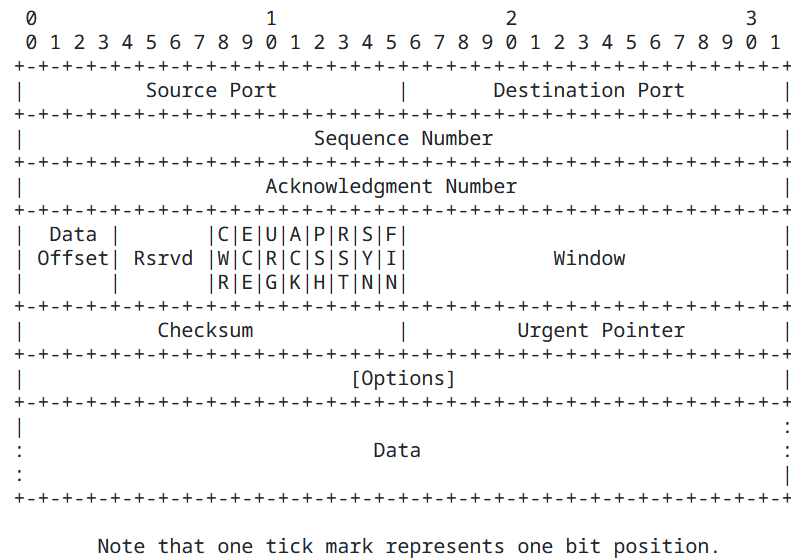 0                   1                   2                   3
 0 1 2 3 4 5 6 7 8 9 0 1 2 3 4 5 6 7 8 9 0 1 2 3 4 5 6 7 8 9 0 1
+-+-+-+-+-+-+-+-+-+-+-+-+-+-+-+-+-+-+-+-+-+-+-+-+-+-+-+-+-+-+-+-+
|          Source Port          |       Destination Port        |
+-+-+-+-+-+-+-+-+-+-+-+-+-+-+-+-+-+-+-+-+-+-+-+-+-+-+-+-+-+-+-+-+
|                        Sequence Number                        |
+-+-+-+-+-+-+-+-+-+-+-+-+-+-+-+-+-+-+-+-+-+-+-+-+-+-+-+-+-+-+-+-+
|                    Acknowledgment Number                      |
+-+-+-+-+-+-+-+-+-+-+-+-+-+-+-+-+-+-+-+-+-+-+-+-+-+-+-+-+-+-+-+-+
|  Data |       |C|E|U|A|P|R|S|F|                               |
| Offset| Rsrvd |W|C|R|C|S|S|Y|I|            Window             |
|       |       |R|E|G|K|H|T|N|N|                               |
+-+-+-+-+-+-+-+-+-+-+-+-+-+-+-+-+-+-+-+-+-+-+-+-+-+-+-+-+-+-+-+-+
|           Checksum            |         Urgent Pointer        |
+-+-+-+-+-+-+-+-+-+-+-+-+-+-+-+-+-+-+-+-+-+-+-+-+-+-+-+-+-+-+-+-+
|                           [Options]                           |
+-+-+-+-+-+-+-+-+-+-+-+-+-+-+-+-+-+-+-+-+-+-+-+-+-+-+-+-+-+-+-+-+
|                                                               :
:                             Data                              :
:                                                               |
+-+-+-+-+-+-+-+-+-+-+-+-+-+-+-+-+-+-+-+-+-+-+-+-+-+-+-+-+-+-+-+-+
Note that one tick mark represents one bit position.